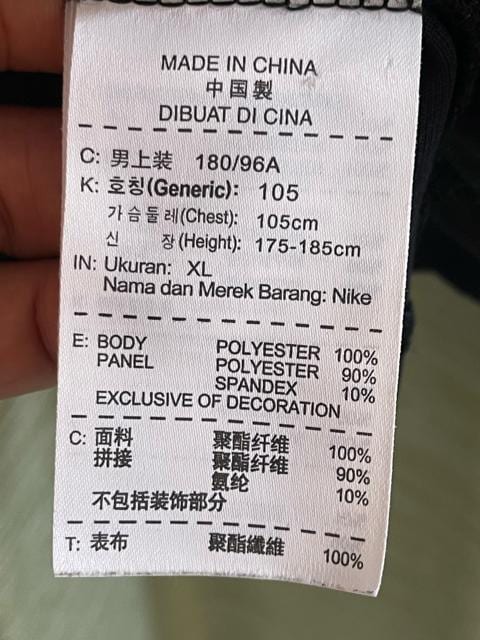 MADE IN CHINA
中国製
DIBUAT DI CINA
C: 男上装 180/96A
K: 호칭(Generic): 105
가슴둘레(Chest): 105cm
신 장(Height): 175-185cm
IN: Ukuran: XL
Nama dan Merek Barang: Nike
E: BODY POLYESTER 100%
PANEL POLYESTER 90%
SPANDEX 10%
EXCLUSIVE OF DECORATION
C: 面料 聚酯纤维 100%
拼接 聚酯纤维 90%
氨纶 10%
不包括装饰部分
T: 表布 聚酯纖維 100%